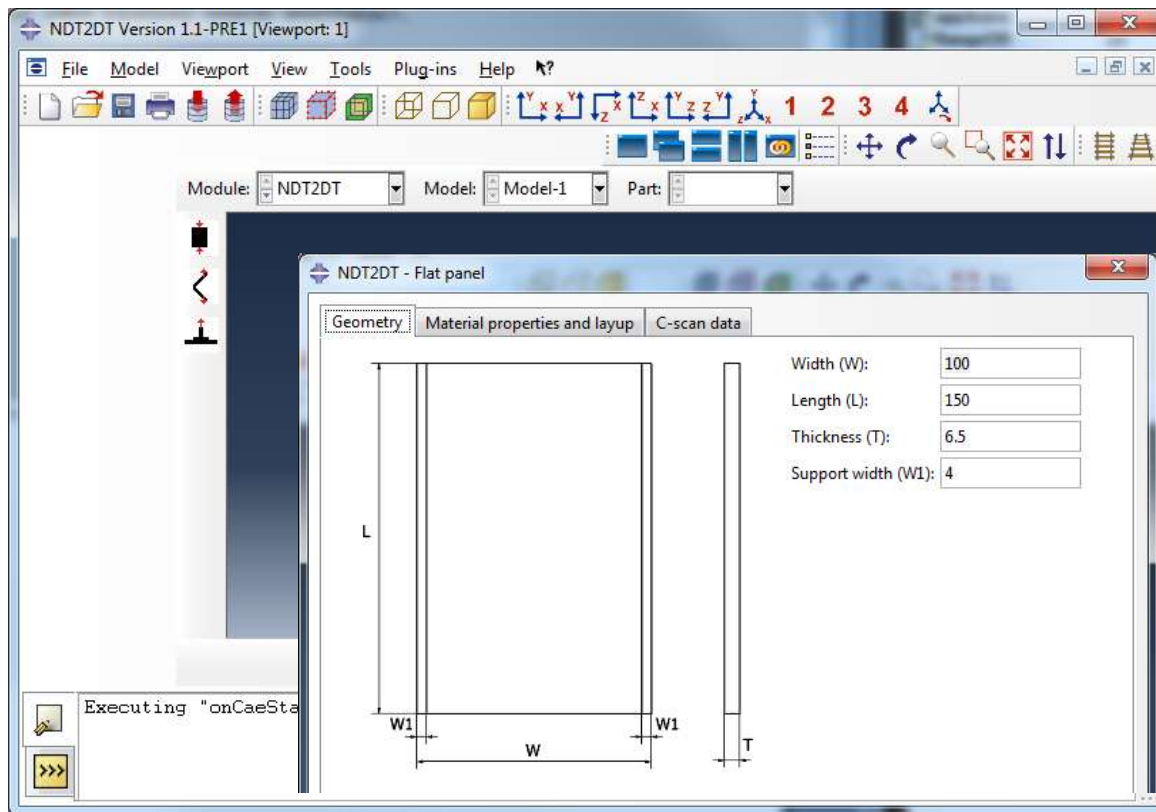 NDT2DT Version 1.1-PRE1 [Viewport: 1]
File Model Viewport View Tools Plug-ins Help
1 2 3 4
Module: NDT2DT Model: Model-1 Part:
NDT2DT - Flat panel
Geometry Material properties and layup C-scan data
Width (W): 100
Length (L): 150
Thickness (T): 6.5
Support width (W1): 4
L
W1 W W1 T
Executing "onCaeSta
>>>